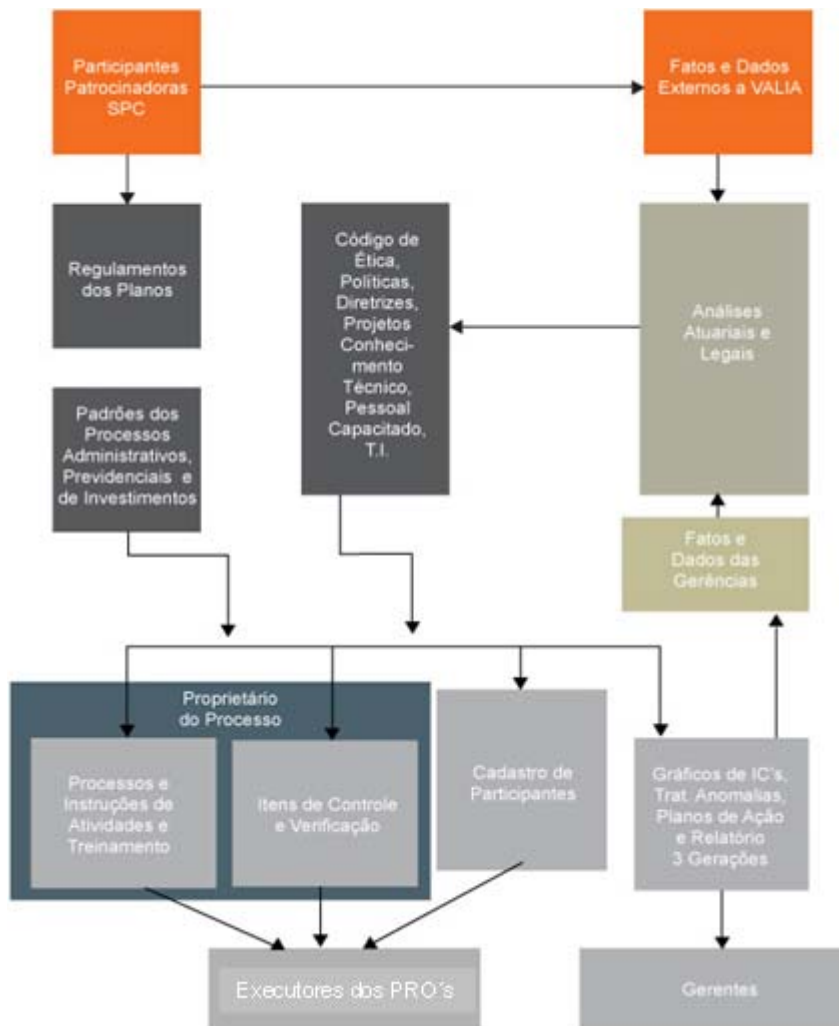 Participantes
Patrocinadoras
SPC
Fatos e Dados
Externos a VALIA
Regulamentos
dos Planos
Código de
Ética,
Políticas,
Diretrizes,
Projetos
Conheci-
mento
Técnico,
Pessoal
Capacitado,
T.I.
Análises
Atuariais e
Legais
Padrões dos
Processos
Administrativos,
Previdenciais e
de Investimentos
Fatos e
Dados das
Gerências
Proprietário
do Processo
Processos e
Instruções de
Atividades e
Treinamento
Itens de Controle
e Verificação
Cadastro de
Participantes
Gráficos de IC's,
Trat. Anomalias,
Planos de Ação
e Relatório
3 Gerações
Executores dos PRO´s
Gerentes